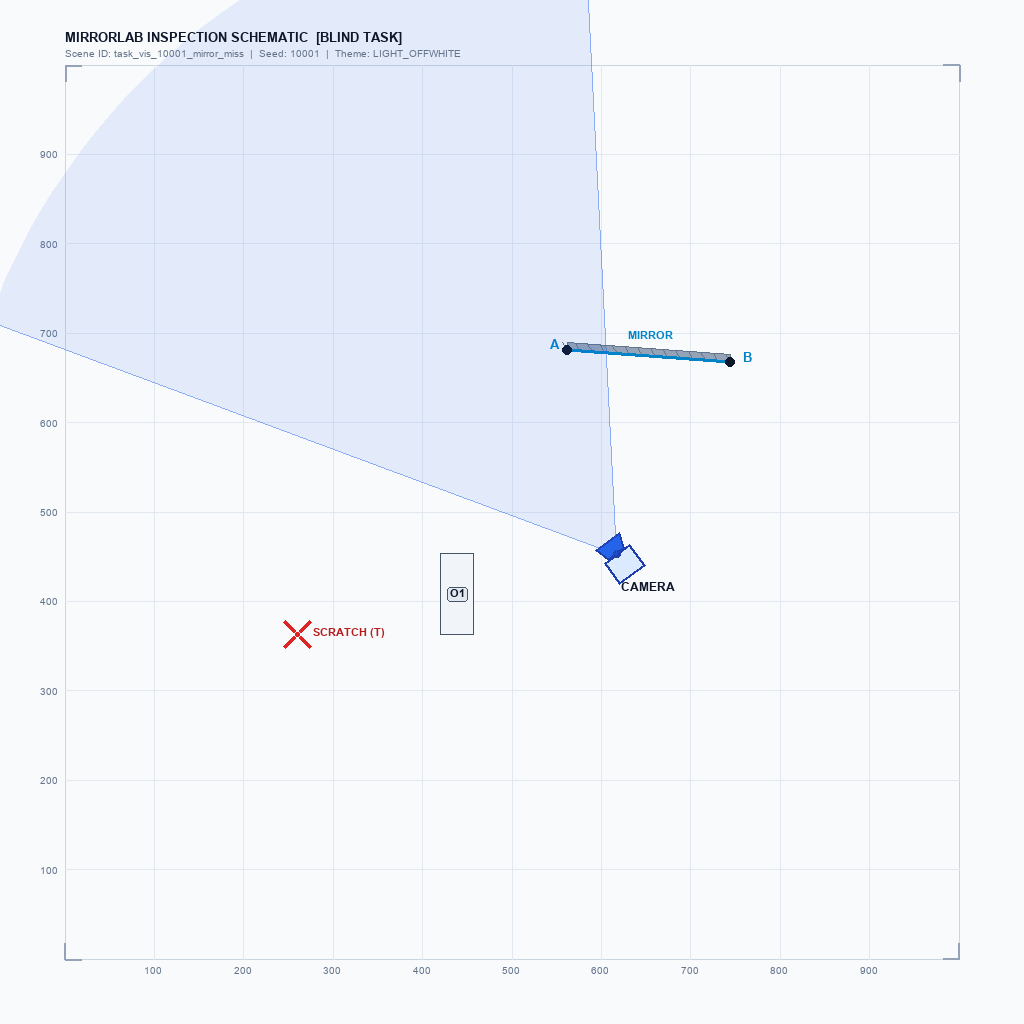 MIRRORLAB INSPECTION SCHEMATIC [BLIND TASK]
Scene ID: task_vis_10001_mirror_miss | Seed: 10001 | Theme: LIGHT_OFFWHITE
900
800
700
600
500
400
300
200
100
A
MIRROR
B
CAMERA
O1
SCRATCH (T)
100 200 300 400 500 600 700 800 900